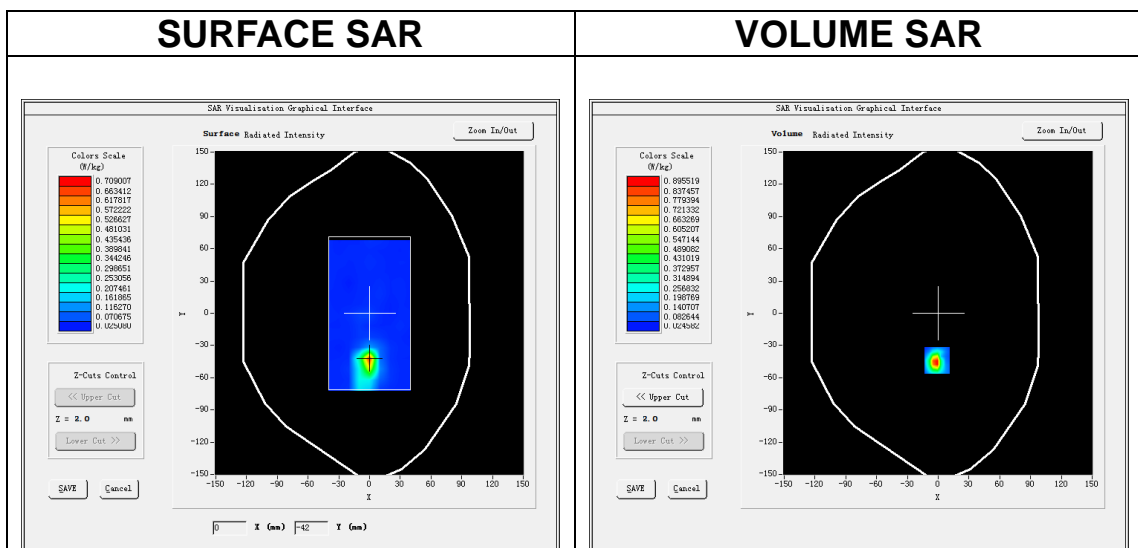 SURFACE SAR
VOLUME SAR
SAR Visualisation Graphical Interface
Surface Radiated Intensity
Zoom In/Out
Colors Scale
(W/kg)
0.709007
0.663412
0.617817
0.572222
0.526627
0.481031
0.435436
0.389841
0.344246
0.298651
0.253056
0.207461
0.161865
0.116270
0.070675
0.025080
150
120
90
60
30
0
-30
-60
-90
-120
-150
Y
-150 -120 -90 -60 -30 0 30 60 90 120 150
X
Z-Cuts Control
<< Upper Cut
Z = 2.0 mm
Lower Cut >>
SAVE Cancel
0 X (mm) -42 Y (mm)
SAR Visualisation Graphical Interface
Volume Radiated Intensity
Zoom In/Out
Colors Scale
(W/kg)
0.895519
0.837457
0.779394
0.721332
0.663269
0.605207
0.547144
0.489082
0.431019
0.372957
0.314894
0.256832
0.198769
0.140707
0.082644
0.024582
150
120
90
60
30
0
-30
-60
-90
-120
-150
Y
-150 -120 -90 -60 -30 0 30 60 90 120 150
X
Z-Cuts Control
<< Upper Cut
Z = 2.0 mm
Lower Cut >>
SAVE Cancel